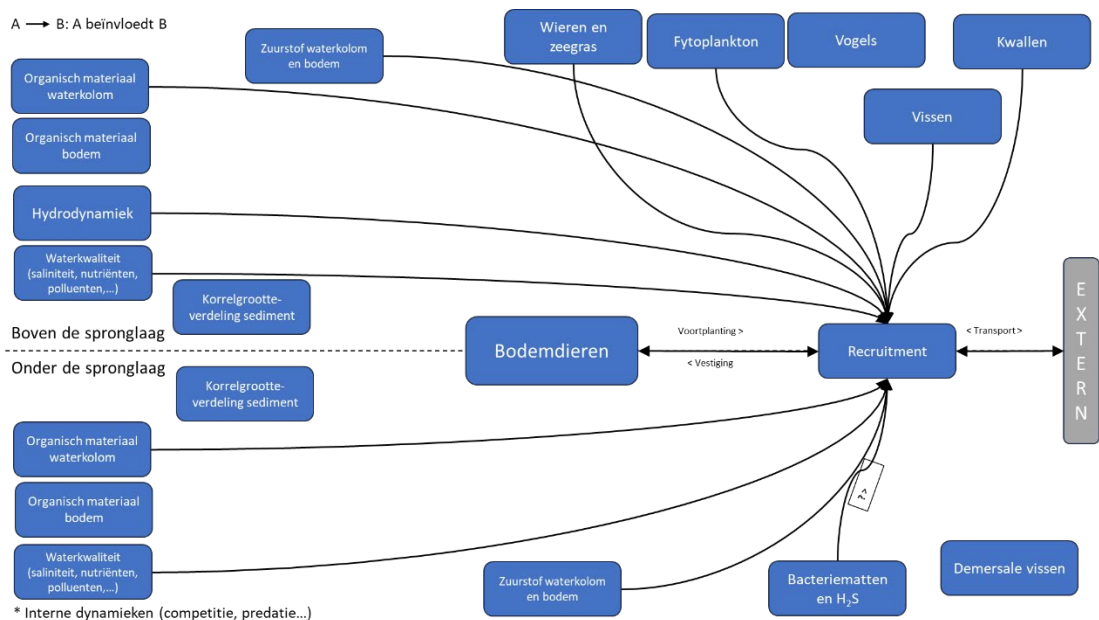 A → B: A beïnvloedt B
Zuurstof waterkolom
en bodem
Wieren en
zeegras
Fytoplankton
Vogels
Kwallen
Organisch materiaal
waterkolom
Vissen
Organisch materiaal
bodem
Hydrodynamiek
Waterkwaliteit
(saliniteit, nutriënten,
polluenten,...)
Korrelgrootte-
verdeling sediment
Boven de spronglaag
Onder de spronglaag
Bodemdieren
Voortplanting >
< Vestiging
Recruitment
< Transport >
EXTERN
Korrelgrootte-
verdeling sediment
Organisch materiaal
waterkolom
Organisch materiaal
bodem
Waterkwaliteit
(saliniteit, nutriënten,
polluenten,...)
Zuurstof waterkolom
en bodem
?>
Bacteriematten
en H₂S
Demersale vissen
* Interne dynamieken (competitie, predatie...)